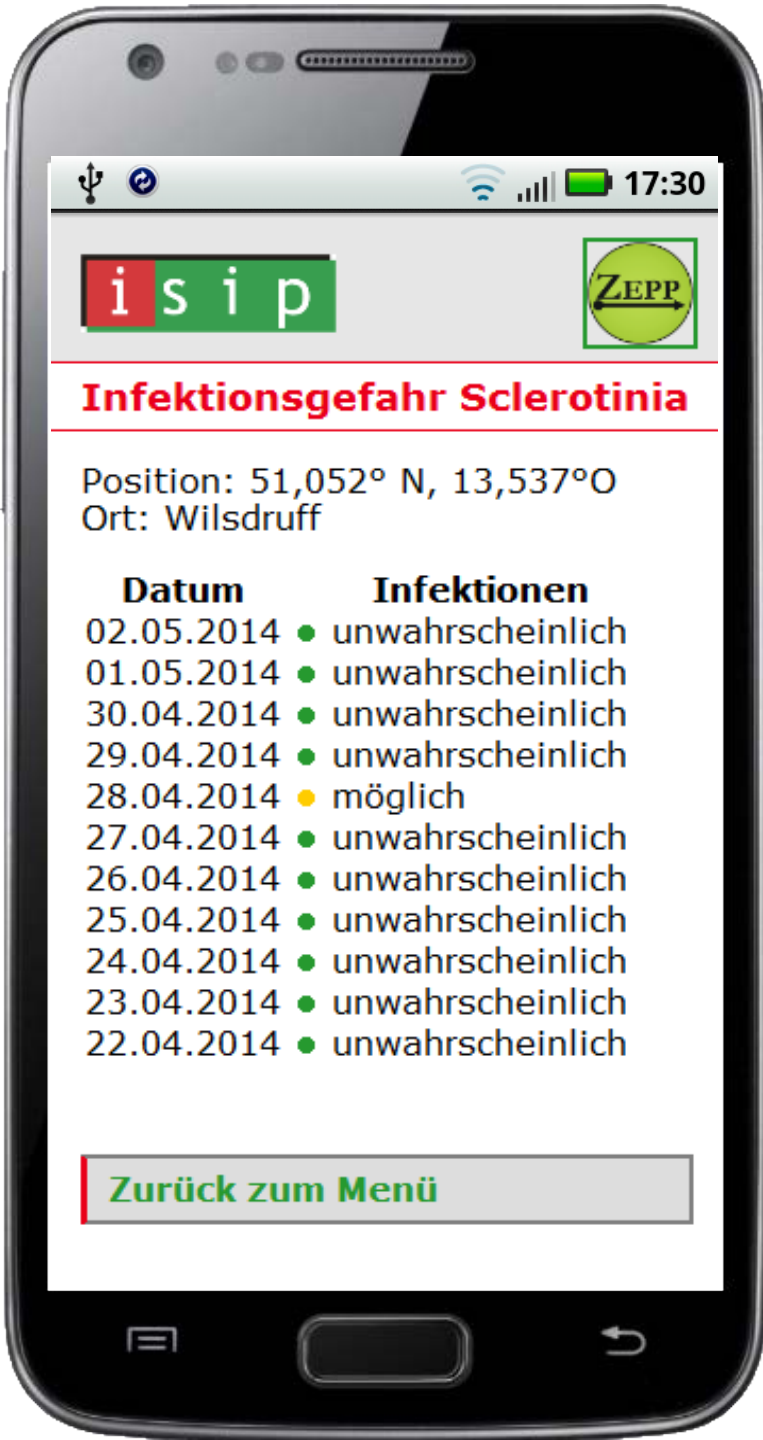 17:30
isip
ZEPP
Infektionsgefahr Sclerotinia
Position: 51,052° N, 13,537°O
Ort: Wilsdruff
Datum Infektionen
02.05.2014 unwahrscheinlich
01.05.2014 unwahrscheinlich
30.04.2014 unwahrscheinlich
29.04.2014 unwahrscheinlich
28.04.2014 möglich
27.04.2014 unwahrscheinlich
26.04.2014 unwahrscheinlich
25.04.2014 unwahrscheinlich
24.04.2014 unwahrscheinlich
23.04.2014 unwahrscheinlich
22.04.2014 unwahrscheinlich
Zurück zum Menü